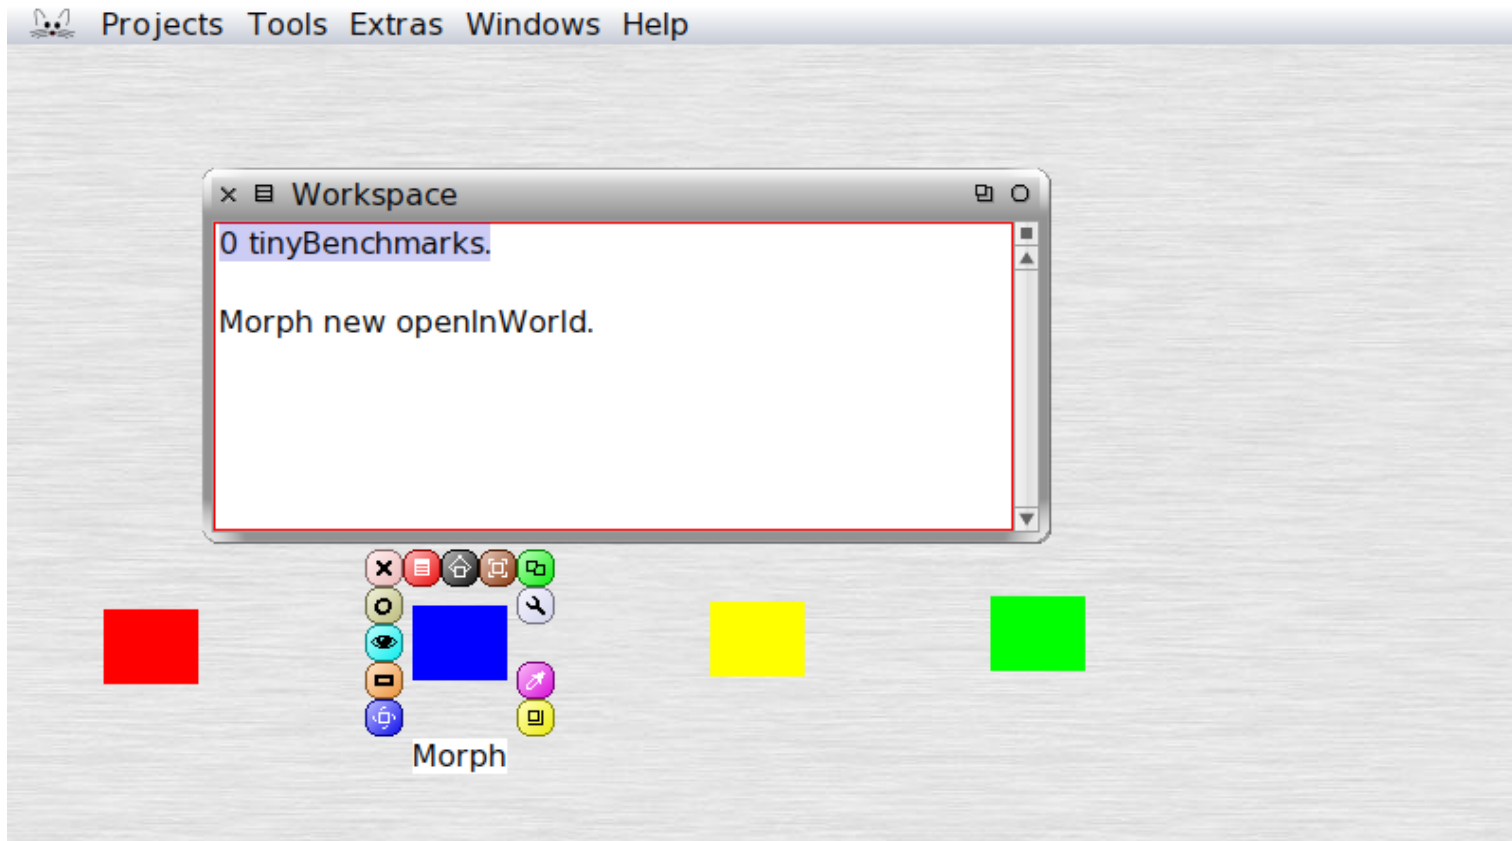 Projects Tools Extras Windows Help
Workspace
0 tinyBenchmarks.
Morph new openInWorld.
Morph